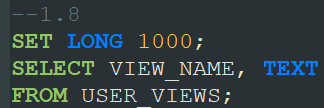 --1.8
SET LONG 1000;
SELECT VIEW_NAME, TEXT
FROM USER_VIEWS;